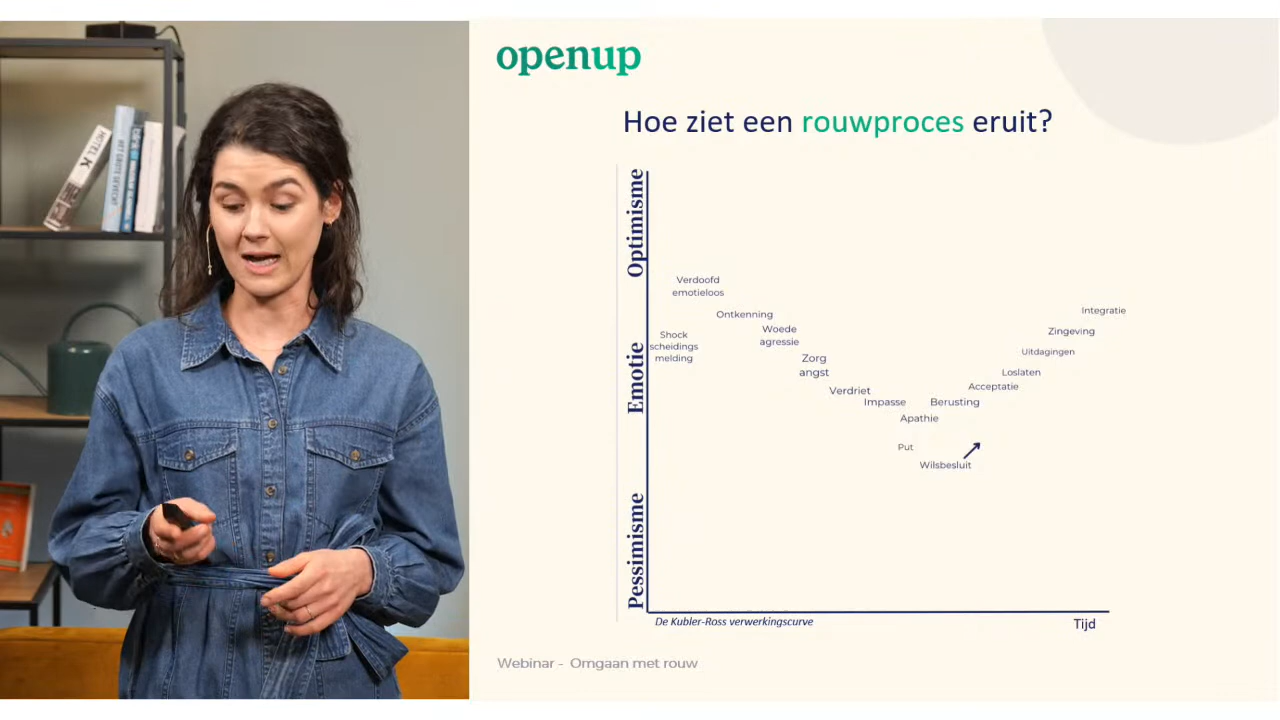 openup
Hoe ziet een rouwproces eruit?
Optimisme
Emotie
Pessimisme
Verdoofd
emotieloos
Ontkenning
Shock
scheidings
melding
Woede
agressie
Zorg
angst
Verdriet
Impasse
Apathie
Put
Wilsbesluit
Berusting
Acceptatie
Loslaten
Uitdagingen
Zingeving
Integratie
De Kubler-Ross verwerkingscurve
Tijd
Webinar - Omgaan met rouw
HOTEL K